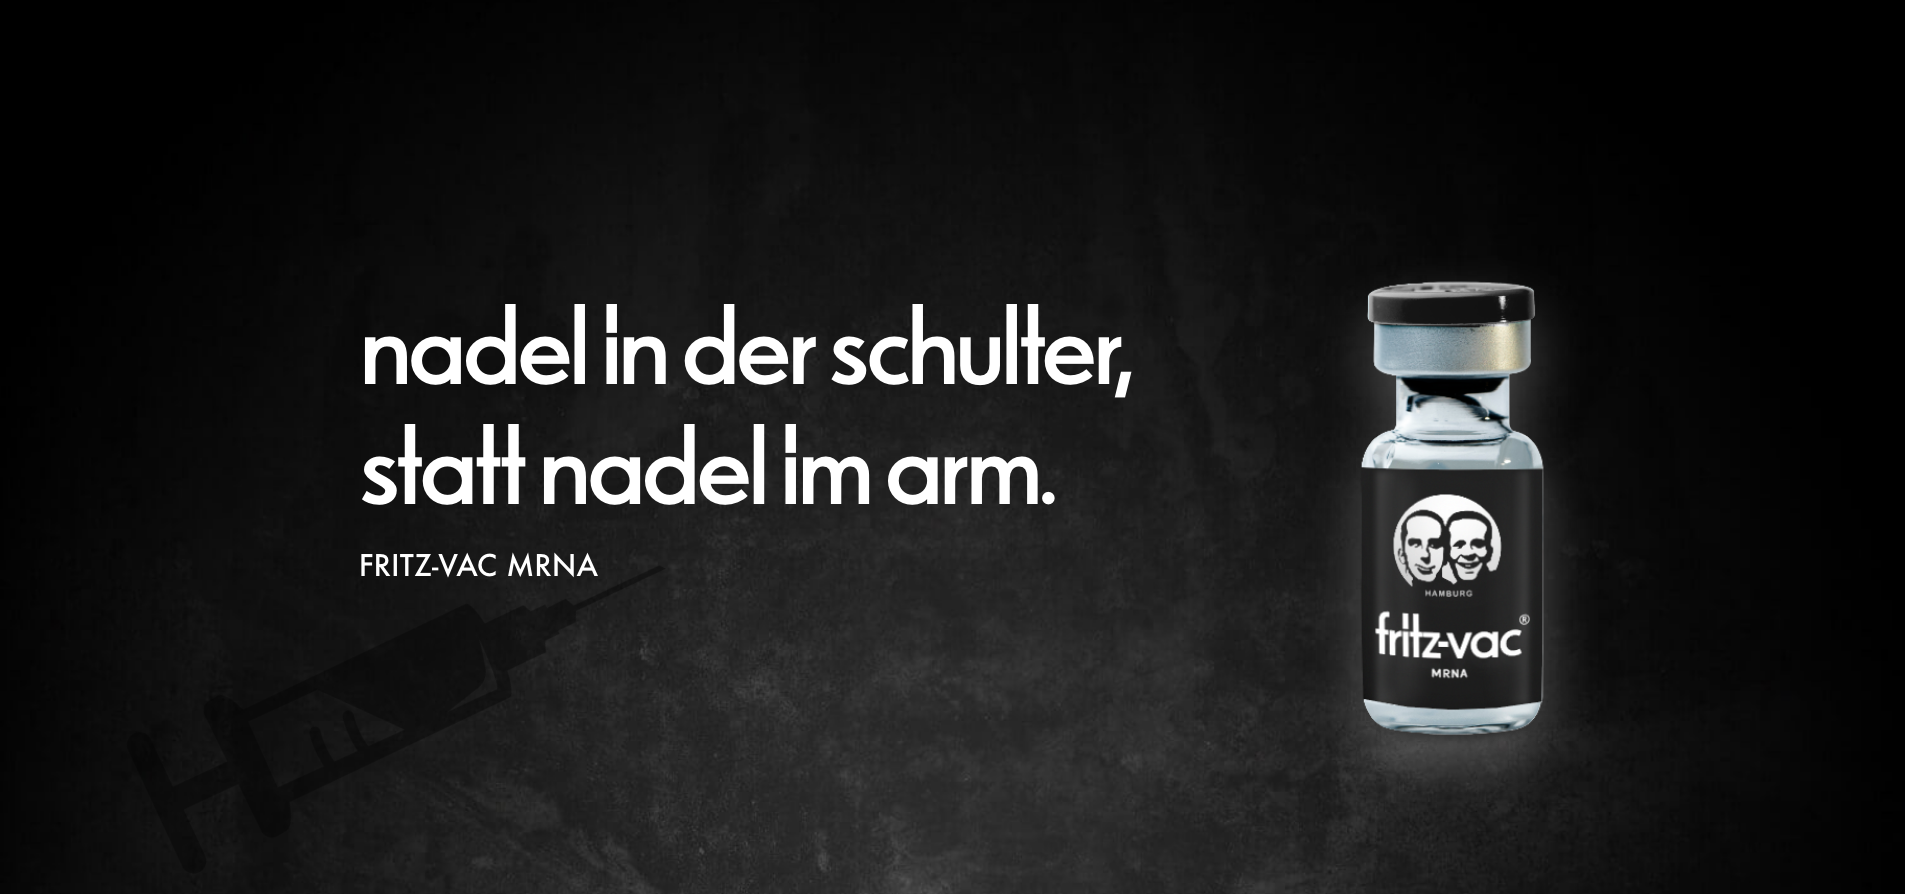 nadel in der schulter,
statt nadel im arm.
FRITZ-VAC MRNA
HAMBURG
fritz-vac®
MRNA